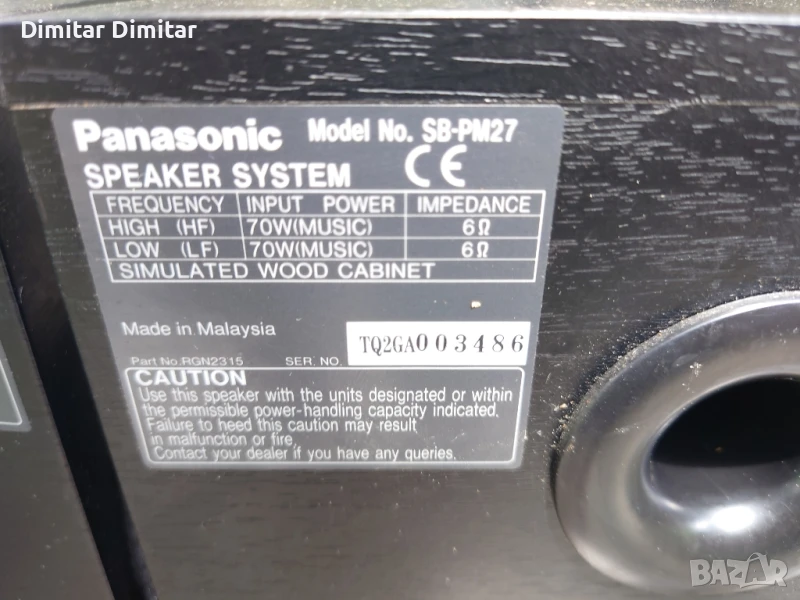 Dimitar Dimitar
Panasonic Model No. SB-PM27
SPEAKER SYSTEM CE
FREQUENCY INPUT POWER IMPEDANCE
HIGH (HF) 70W(MUSIC) 6Ω
LOW (LF) 70W(MUSIC) 6Ω
SIMULATED WOOD CABINET
Made in Malaysia
Part No.RGN2315 SER. NO. TQ2GA003486
CAUTION
Use this speaker with the units designated or within
the permissible power-handling capacity indicated.
Failure to heed this caution may result
in malfunction or fire.
Contact your dealer if you have any queries.
BAZAR